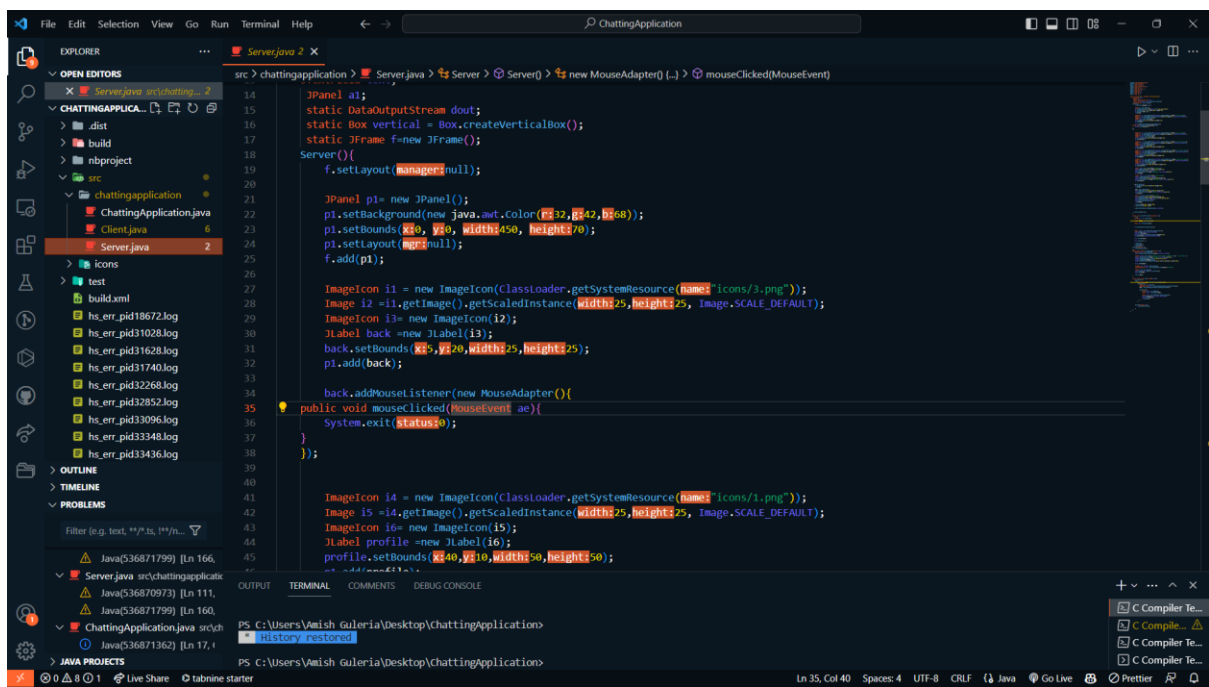 File Edit Selection View Go Run Terminal Help
ChattingApplication
EXPLORER
OPEN EDITORS
Server.java src\chatting... 2
CHATTINGAPPLICA...
.dist
build
nbproject
src
chattingapplication
ChattingApplication.java
Client.java 6
Server.java 2
icons
test
build.xml
hs_err_pid18672.log
hs_err_pid31028.log
hs_err_pid31628.log
hs_err_pid31740.log
hs_err_pid32268.log
hs_err_pid32852.log
hs_err_pid33096.log
hs_err_pid33348.log
hs_err_pid33436.log
OUTLINE
TIMELINE
PROBLEMS
Filter (e.g. text, **/*.ts, !**/n...
Java(536871799) [Ln 166,
Server.java src\chattingapplicatic
Java(536870973) [Ln 111,
Java(536871799) [Ln 160,
ChattingApplication.java src\ch
Java(536871362) [Ln 17,
JAVA PROJECTS
Server.java 2
src > chattingapplication > Server.java > Server > Server() > new MouseAdapter() {...} > mouseClicked(MouseEvent)
14 JPanel a1;
15 static DataOutputStream dout;
16 static Box vertical = Box.createVerticalBox();
17 static JFrame f=new JFrame();
18 Server(){
19 f.setLayout(manager:null);
20
21 JPanel p1= new JPanel();
22 p1.setBackground(new java.awt.Color(r:32,g:42,b:68));
23 p1.setBounds(x:0, y:0, width:450, height:70);
24 p1.setLayout(mgr:null);
25 f.add(p1);
26
27 ImageIcon i1 = new ImageIcon(ClassLoader.getSystemResource(name:"icons/3.png"));
28 Image i2 =i1.getImage().getScaledInstance(width:25,height:25, Image.SCALE_DEFAULT);
29 ImageIcon i3= new ImageIcon(i2);
30 JLabel back =new JLabel(i3);
31 back.setBounds(x:5,y:20,width:25,height:25);
32 p1.add(back);
33
34 back.addMouseListener(new MouseAdapter(){
35 public void mouseClicked(MouseEvent ae){
36 System.exit(status:0);
37 }
38 });
39
40
41 ImageIcon i4 = new ImageIcon(ClassLoader.getSystemResource(name:"icons/1.png"));
42 Image i5 =i4.getImage().getScaledInstance(width:25,height:25, Image.SCALE_DEFAULT);
43 ImageIcon i6= new ImageIcon(i5);
44 JLabel profile =new JLabel(i6);
45 profile.setBounds(x:40,y:10,width:50,height:50);
OUTPUT TERMINAL COMMENTS DEBUG CONSOLE
PS C:\Users\Amish Guleria\Desktop\ChattingApplication>
* History restored
PS C:\Users\Amish Guleria\Desktop\ChattingApplication>
C Compiler Te...
C Compile...
C Compiler Te...
C Compiler Te...
0 8 1 Live Share tabnine starter Ln 35, Col 40 Spaces: 4 UTF-8 CRLF Java Go Live Prettier